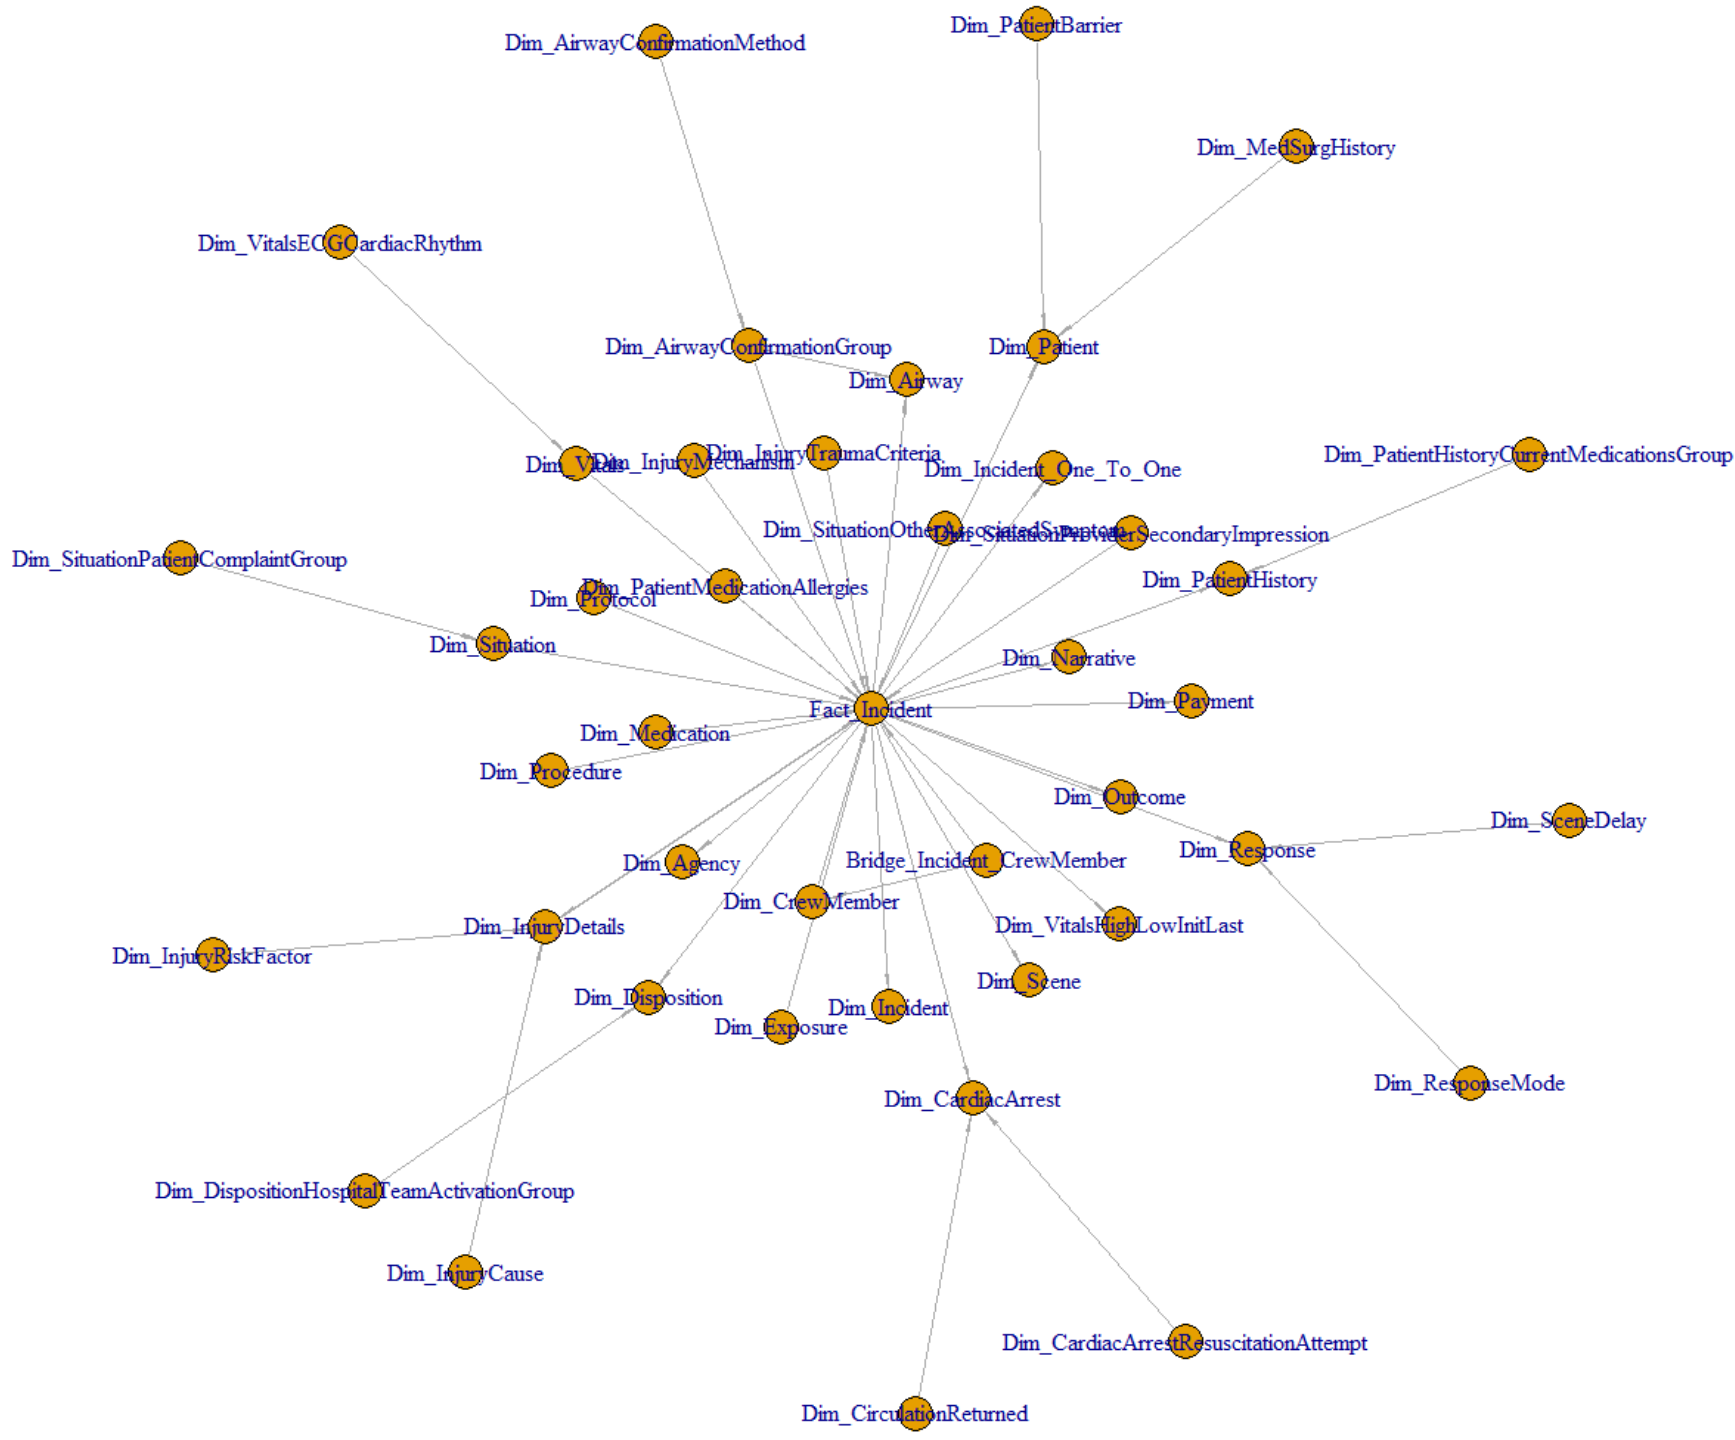 Dim_PatientBarrier
Dim_AirwayConfirmationMethod
Dim_MedSurgHistory
Dim_VitalsECGCardiacRhythm
Dim_AirwayConfirmationGroup
Dim_Patient
Dim_Airway
Dim_InjuryTraumaCriteria
Dim_PatientHistoryCurrentMedicationsGroup
Dim_Vitals
Dim_InjuryMechanism
Dim_Incident_One_To_One
Dim_SituationOtherAssociatedSymptom
Dim_SituationProviderSecondaryImpression
Dim_SituationPatientComplaintGroup
Dim_PatientHistory
Dim_PatientMedicationAllergies
Dim_Protocol
Dim_Situation
Dim_Narrative
Dim_Payment
Fact_Incident
Dim_Medication
Dim_Procedure
Dim_Outcome
Dim_SceneDelay
Dim_Response
Dim_Agency
Bridge_Incident_CrewMember
Dim_CrewMember
Dim_InjuryDetails
Dim_VitalsHighLowInitLast
Dim_InjuryRiskFactor
Dim_Scene
Dim_Disposition
Dim_Incident
Dim_Exposure
Dim_ResponseMode
Dim_CardiacArrest
Dim_DispositionHospitalTeamActivationGroup
Dim_InjuryCause
Dim_CardiacArrestResuscitationAttempt
Dim_CirculationReturned